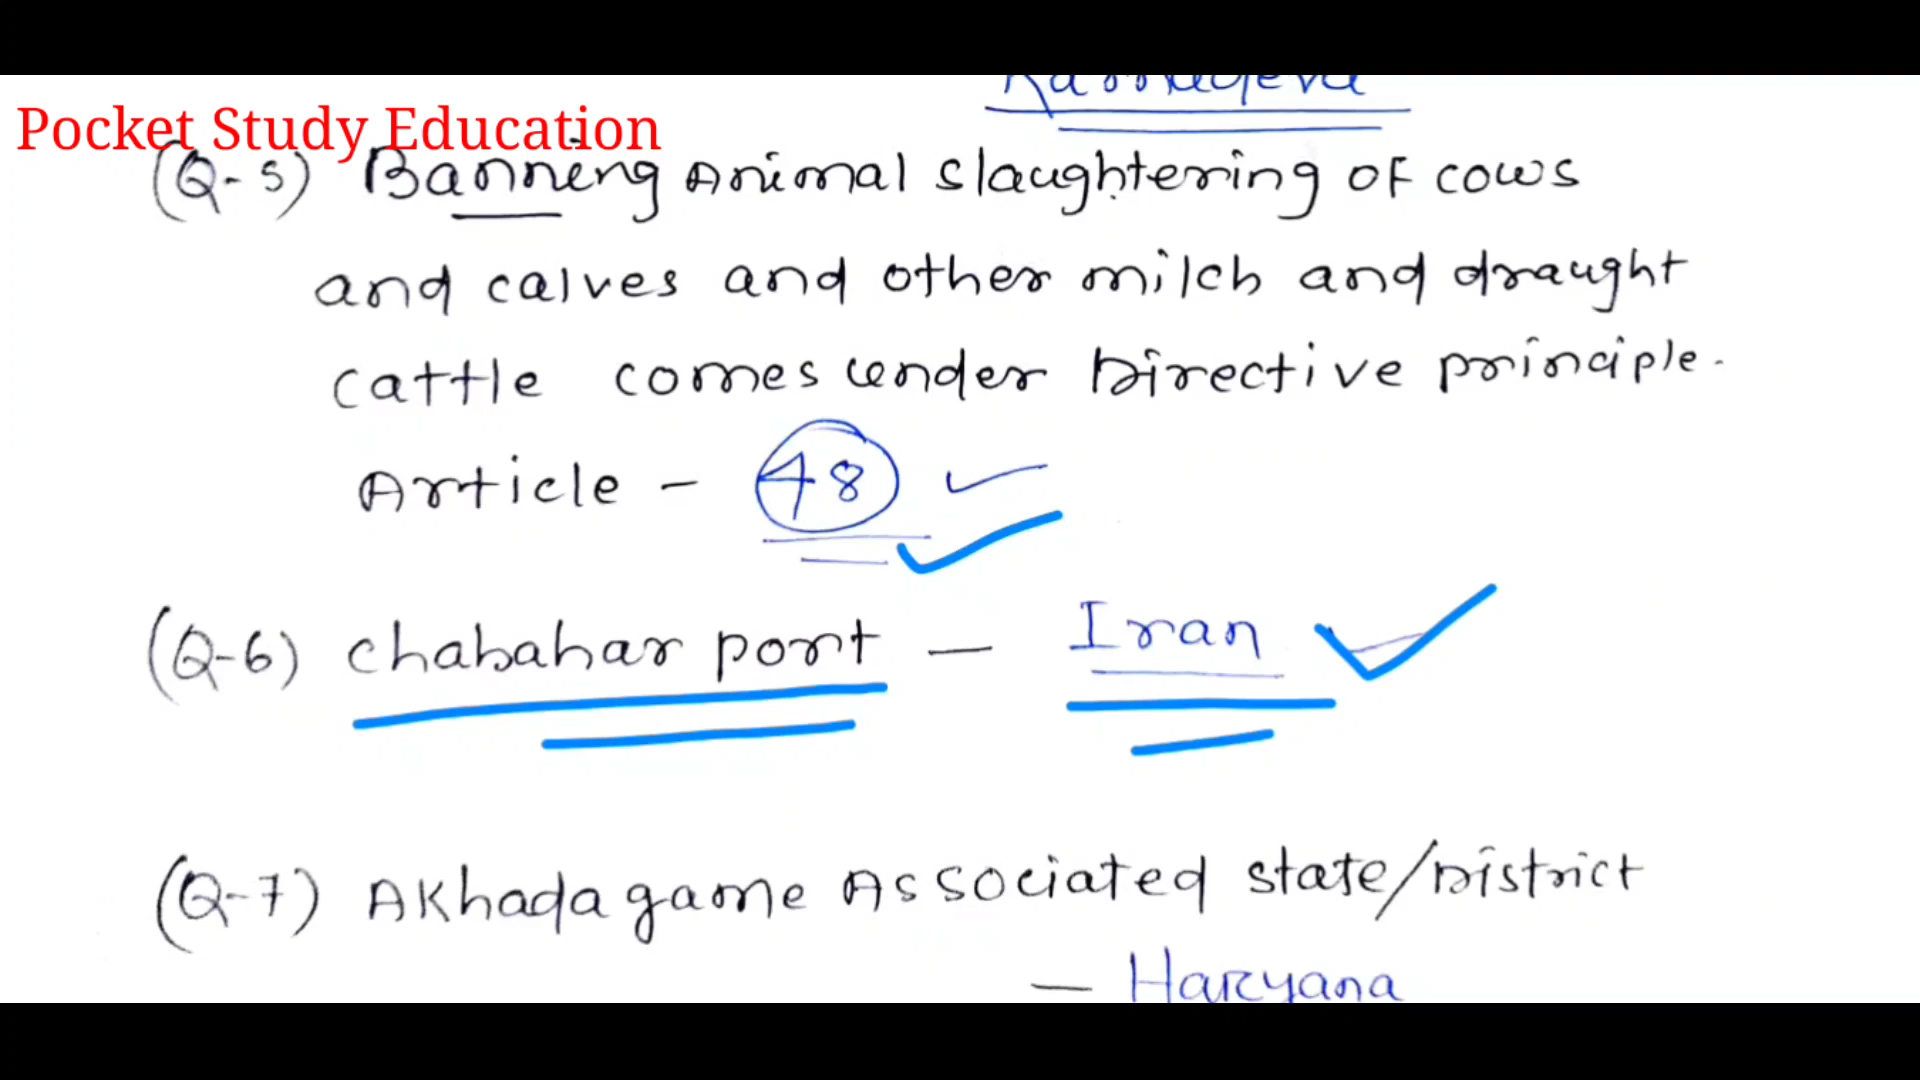 Pocket Study Education
(Q-5) Banning Animal slaughtering of cows
and calves and other milch and draught
cattle comes under Directive principle.
Article - 48
(Q-6) chabahar port - Iran
(Q-7) Akhada game Associated state/District
- Haryana